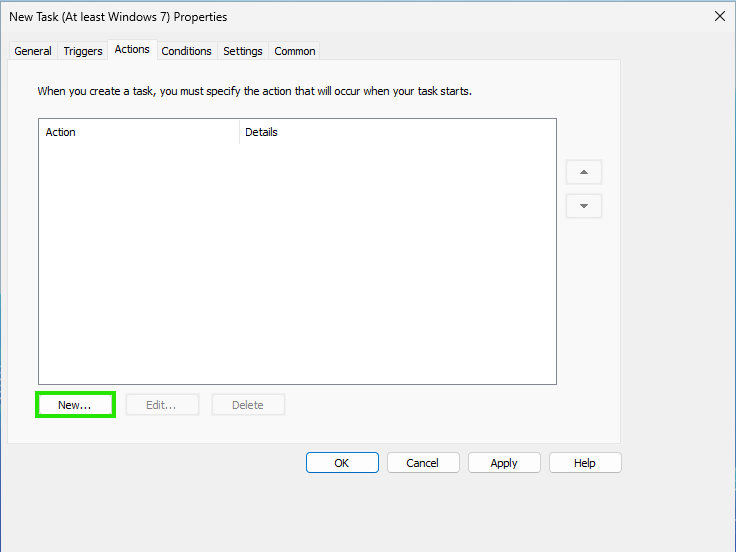 New Task (At least Windows 7) Properties
General Triggers Actions Conditions Settings Common
When you create a task, you must specify the action that will occur when your task starts.
Action Details
New... Edit... Delete
OK Cancel Apply Help